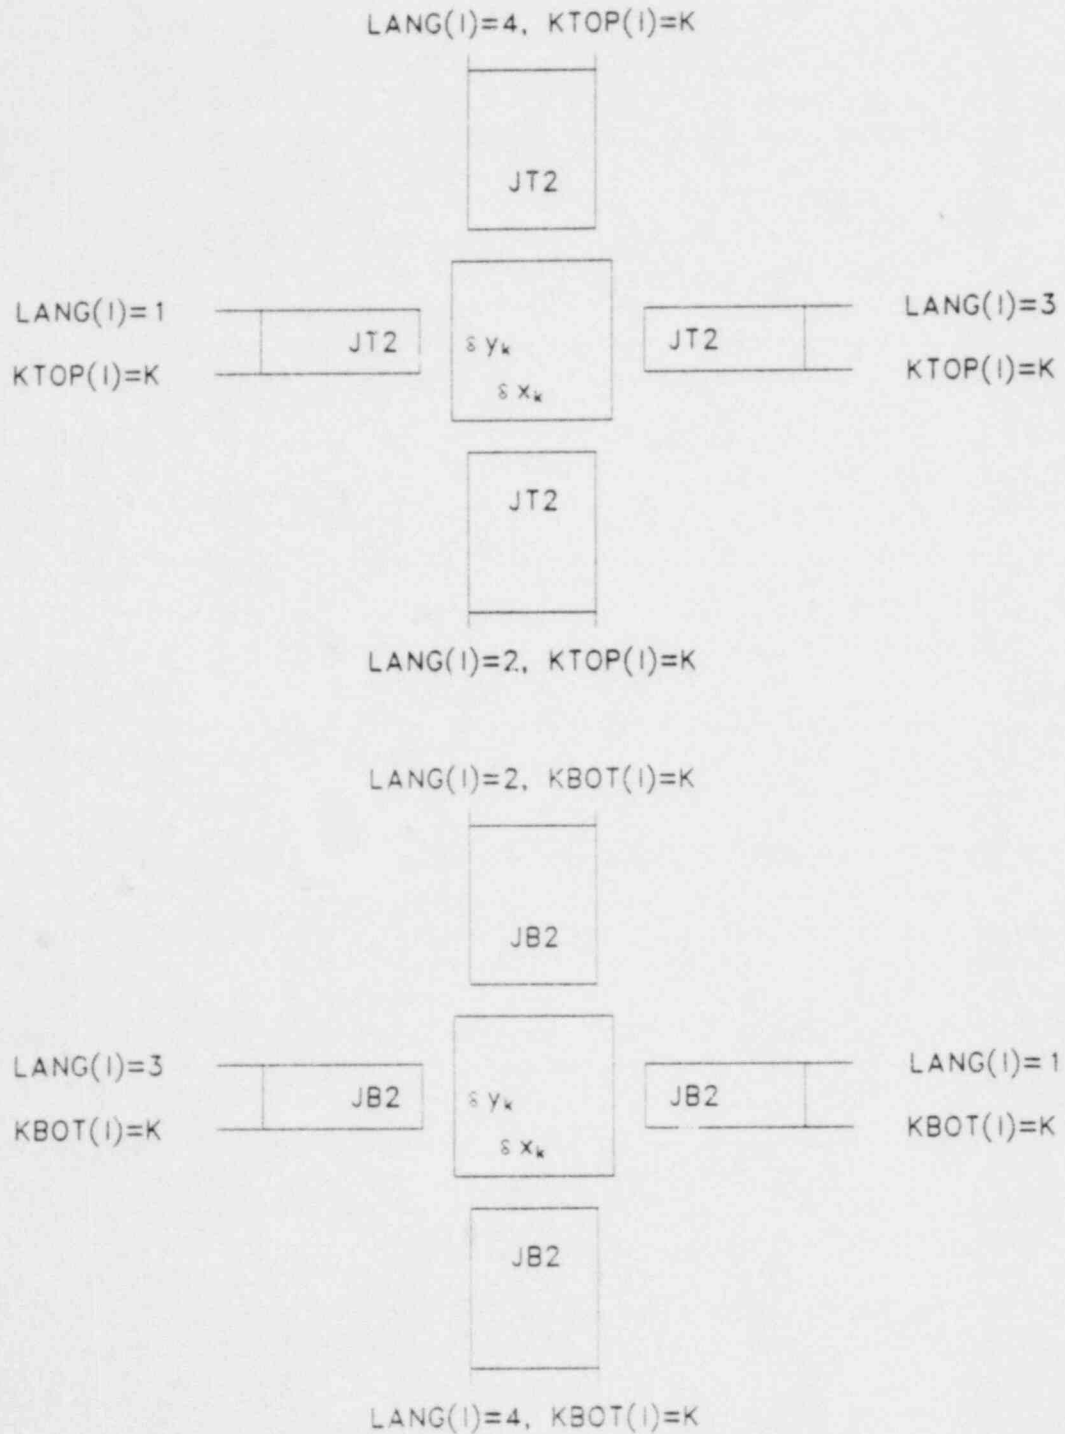 LANG(I)=4, KTOP(I)=K
JT2
LANG(I)=1
KTOP(I)=K
JT2
δ yₖ
δ xₖ
JT2
LANG(I)=3
KTOP(I)=K
JT2
LANG(I)=2, KTOP(I)=K
LANG(I)=2, KBOT(I)=K
JB2
LANG(I)=3
KBOT(I)=K
JB2
δ yₖ
δ xₖ
JB2
LANG(I)=1
KBOT(I)=K
JB2
LANG(I)=4, KBOT(I)=K